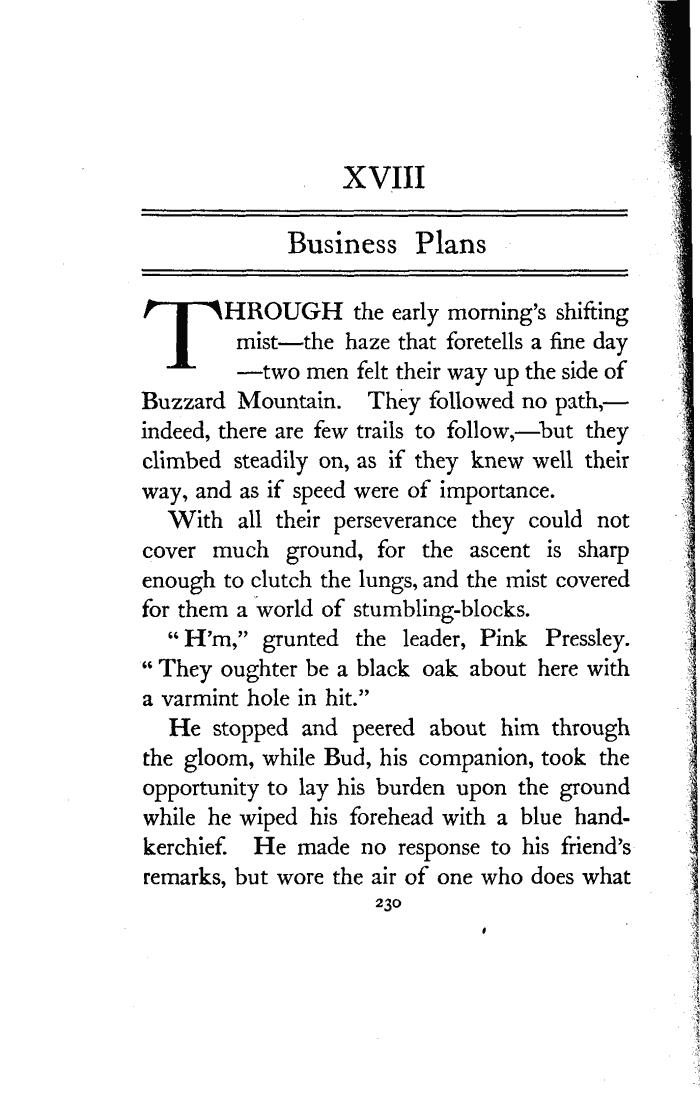 XVIII
Business Plans
THROUGH the early morning's shifting
mist—the haze that foretells a fine day
—two men felt their way up the side of
Buzzard Mountain. They followed no path,—
indeed, there are few trails to follow,—but they
climbed steadily on, as if they knew well their
way, and as if speed were of importance.
With all their perseverance they could not
cover much ground, for the ascent is sharp
enough to clutch the lungs, and the mist covered
for them a world of stumbling-blocks.
“ H’m,” grunted the leader, Pink Pressley.
“ They oughter be a black oak about here with
a varmint hole in hit.”
He stopped and peered about him through
the gloom, while Bud, his companion, took the
opportunity to lay his burden upon the ground
while he wiped his forehead with a blue hand-
kerchief. He made no response to his friend's
remarks, but wore the air of one who does what
230